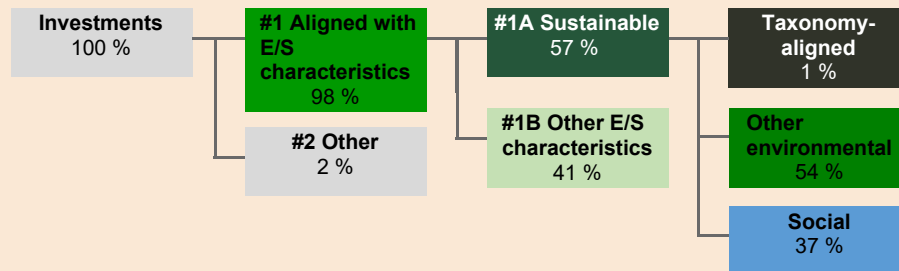 Investments
100 %
#1 Aligned with
E/S
characteristics
98 %
#2 Other
2 %
#1A Sustainable
57 %
#1B Other E/S
characteristics
41 %
Taxonomy-
aligned
1 %
Other
environmental
54 %
Social
37 %